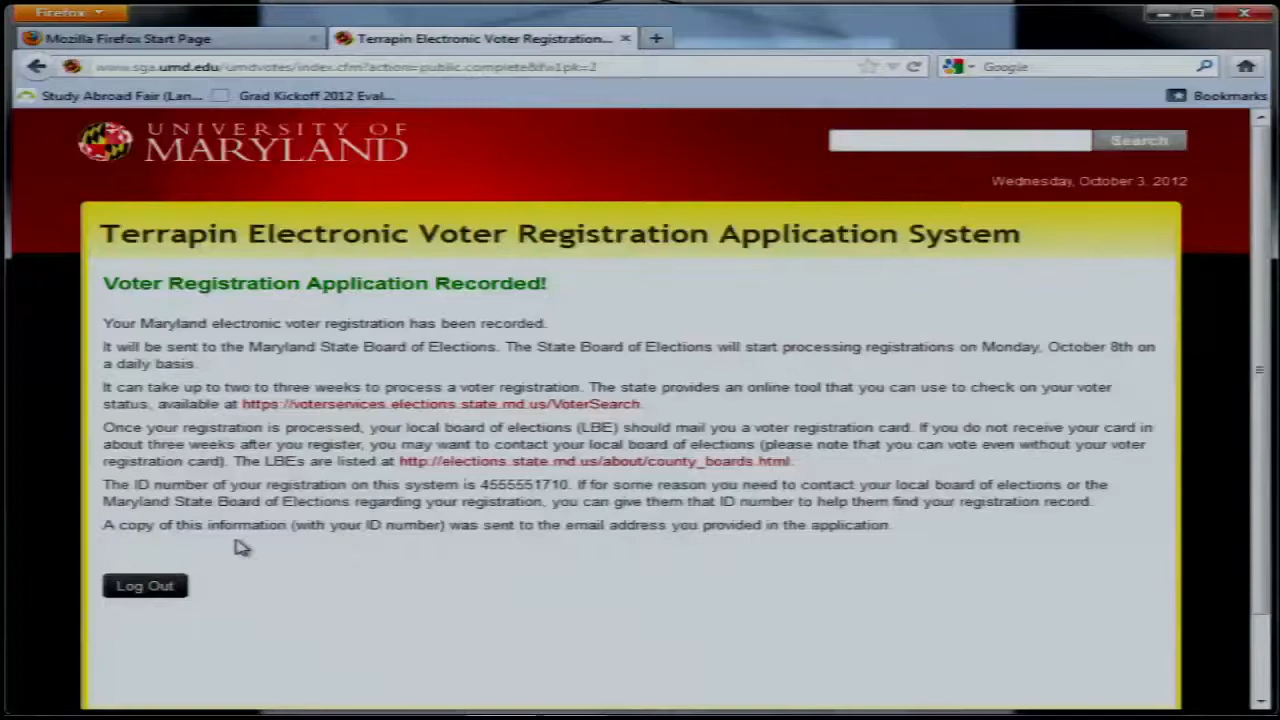 Firefox
Mozilla Firefox Start Page
Terrapin Electronic Voter Registration...
www.sga.umd.edu/umdvotes/index.cfm?action=public.complete&f=1pk=2
Google
Study Abroad Fair (Lan...
Grad Kickoff 2012 Eval...
Bookmarks
UNIVERSITY OF
MARYLAND
Search
Wednesday, October 3, 2012
Terrapin Electronic Voter Registration Application System
Voter Registration Application Recorded!
Your Maryland electronic voter registration has been recorded.
It will be sent to the Maryland State Board of Elections. The State Board of Elections will start processing registrations on Monday, October 8th on
a daily basis.
It can take up to two to three weeks to process a voter registration. The state provides an online tool that you can use to check on your voter
status, available at https://voterservices.elections.state.md.us/VoterSearch.
Once your registration is processed, your local board of elections (LBE) should mail you a voter registration card. If you do not receive your card in
about three weeks after you register, you may want to contact your local board of elections (please note that you can vote even without your voter
registration card). The LBEs are listed at http://elections.state.md.us/about/county_boards.html.
The ID number of your registration on this system is 4555551710. If for some reason you need to contact your local board of elections or the
Maryland State Board of Elections regarding your registration, you can give them that ID number to help them find your registration record.
A copy of this information (with your ID number) was sent to the email address you provided in the application.
Log Out